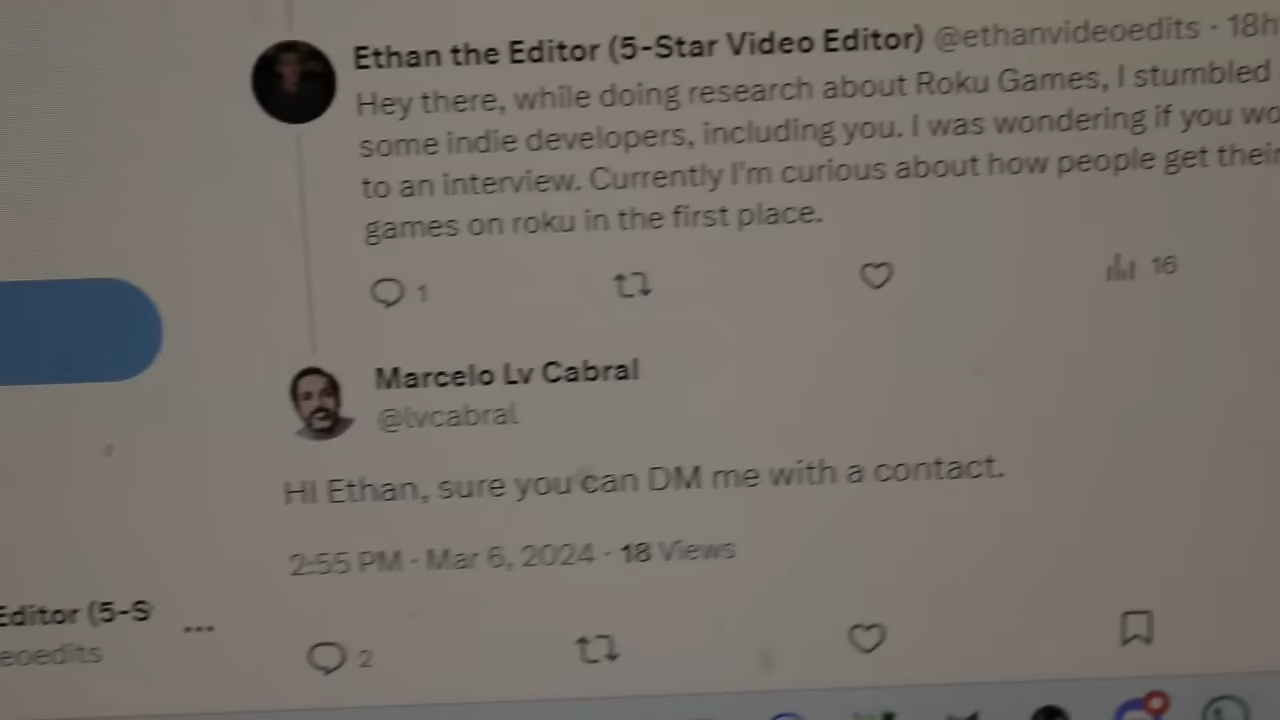 Ethan the Editor (5-Star Video Editor) @ethanvideoedits · 18h
Hey there, while doing research about Roku Games, I stumbled
some indie developers, including you. I was wondering if you wo
to an interview. Currently I'm curious about how people get their
games on roku in the first place.
1
16
Marcelo Lv Cabral
@lvcabral
Hi Ethan, sure you can DM me with a contact.
2:55 PM · Mar 6, 2024 · 18 Views
Editor (5-S ...
eoedits
2